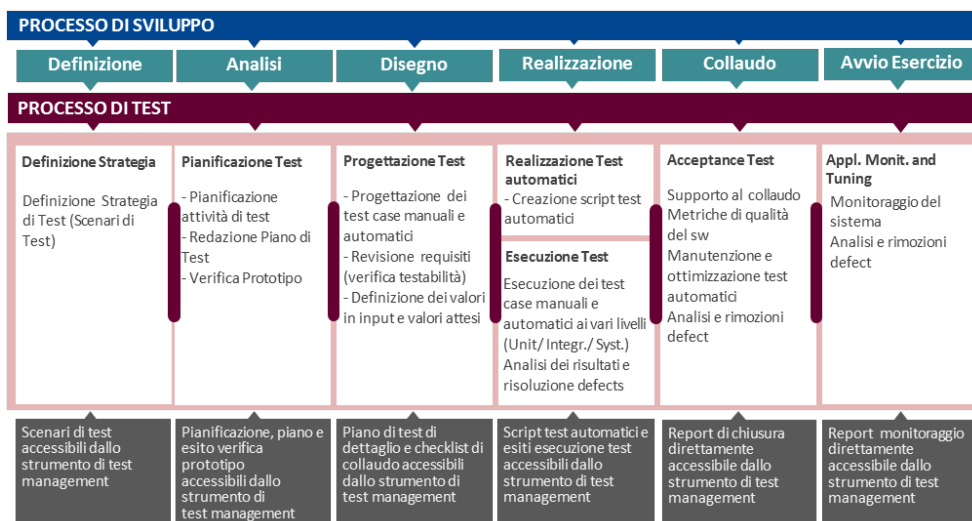 PROCESSO DI SVILUPPO
Definizione
Analisi
Disegno
Realizzazione
Collaudo
Avvio Esercizio
PROCESSO DI TEST
Definizione Strategia
Definizione Strategia
di Test (Scenari di
Test)
Pianificazione Test
- Pianificazione
attività di test
- Redazione Piano di
Test
- Verifica Prototipo
Progettazione Test
- Progettazione dei
test case manuali e
automatici
- Revisione requisiti
(verifica testabilità)
- Definizione dei valori
in input e valori attesi
Realizzazione Test
automatici
- Creazione script test
automatici
Esecuzione Test
Esecuzione dei test
case manuali e
automatici ai vari livelli
(Unit/ Integr./ Syst.)
Analisi dei risultati e
risoluzione defects
Acceptance Test
Supporto al collaudo
Metriche di qualità
del sw
Manutenzione e
ottimizzazione test
automatici
Analisi e rimozioni
defect
Appl. Monit. and
Tuning
Monitoraggio del
sistema
Analisi e rimozioni
defect
Scenari di test
accessibili dallo
strumento di test
management
Pianificazione, piano e
esito verifica
prototipo
accessibili dallo
strumento di
test management
Piano di test di
dettaglio e checklist di
collaudo accessibili
dallo strumento di
test management
Script test automatici e
esiti esecuzione test
accessibili dallo
strumento di test
management
Report di chiusura
direttamente
accessibile dallo
strumento di test
management
Report monitoraggio
direttamente
accessibile dallo
strumento di test
management